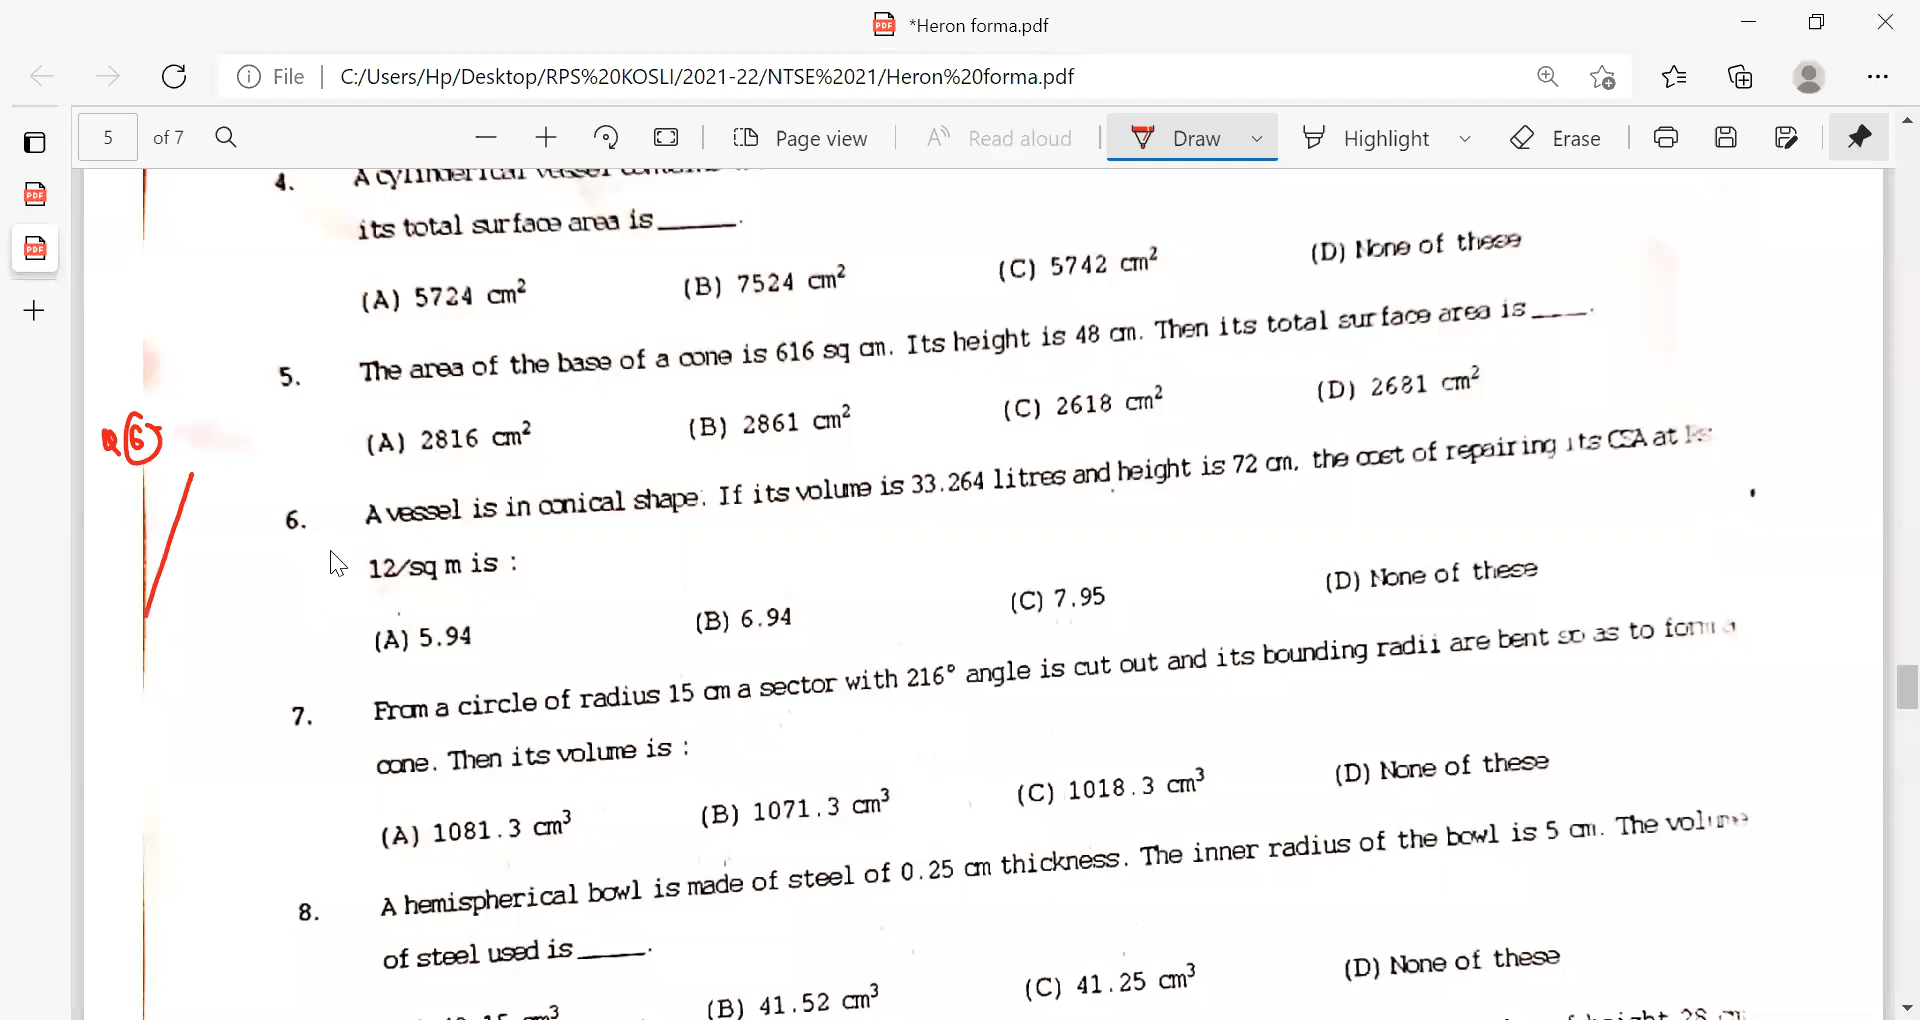 *Heron forma.pdf
File
C:/Users/Hp/Desktop/RPS%20KOSLI/2021-22/NTSE%2021/Heron%20forma.pdf
5 of 7
Page view
Read aloud
Draw
Highlight
Erase
4. A cylinderical vessel
its total surface area is_____.
(A) 5724 cm² (B) 7524 cm² (C) 5742 cm² (D) None of these
5. The area of the base of a cone is 616 sq cm. Its height is 48 cm. Then its total surface area is____.
(A) 2816 cm² (B) 2861 cm² (C) 2618 cm² (D) 2681 cm²
Q 6
6. A vessel is in conical shape. If its volume is 33.264 litres and height is 72 cm, the cost of repairing its CSA at Rs
12/sq m is :
(A) 5.94 (B) 6.94 (C) 7.95 (D) None of these
7. From a circle of radius 15 cm a sector with 216° angle is cut out and its bounding radii are bent so as to form a
cone. Then its volume is :
(A) 1081.3 cm³ (B) 1071.3 cm³ (C) 1018.3 cm³ (D) None of these
8. A hemispherical bowl is made of steel of 0.25 cm thickness. The inner radius of the bowl is 5 cm. The volume
of steel used is_____.
(B) 41.52 cm³ (C) 41.25 cm³ (D) None of these